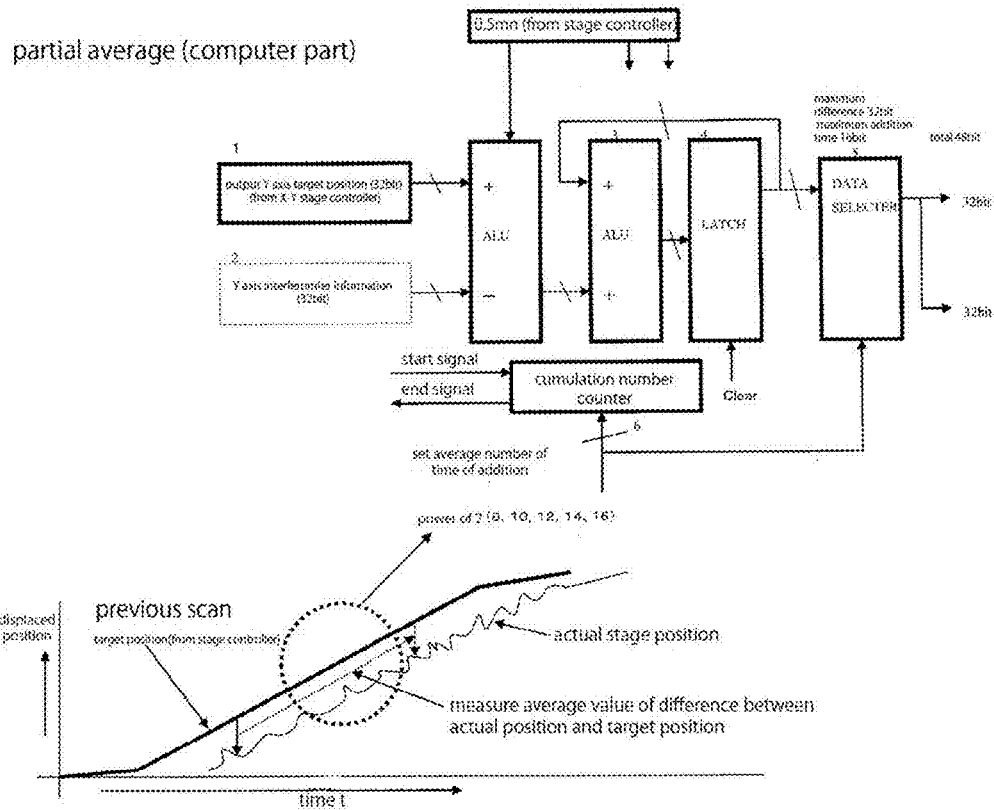 0.5mn (from stage controller)
partial average (computer part)
maximum
difference 32bit
maximum addition
time 16bit
total 48bit
1
output Y axis target position (32bit)
(from X-Y stage controller)
+
ALU
−
3
+
ALU
+
4
LATCH
5
DATA
SELECTER
32bit
32bit
2
Y axis interferometer information
(32bit)
start signal
end signal
cumulation number
counter
Clear
6
set average number of
time of addition
power of 2 (8, 10, 12, 14, 16)
displaced
position
previous scan
target position(from stage controller)
actual stage position
measure average value of difference between
actual position and target position
time t